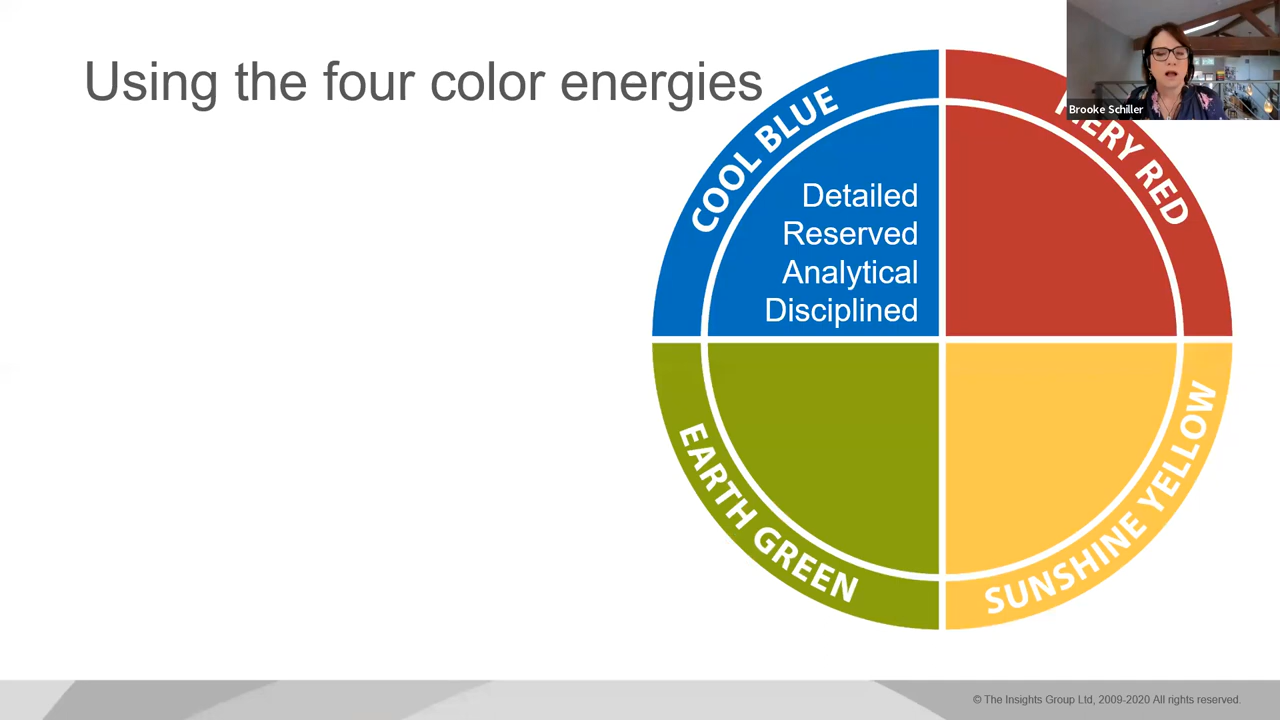 Using the four color energies
Brooke Schiller
COOL BLUE
FIERY RED
Detailed
Reserved
Analytical
Disciplined
EARTH GREEN
SUNSHINE YELLOW
© The Insights Group Ltd, 2009-2020 All rights reserved.